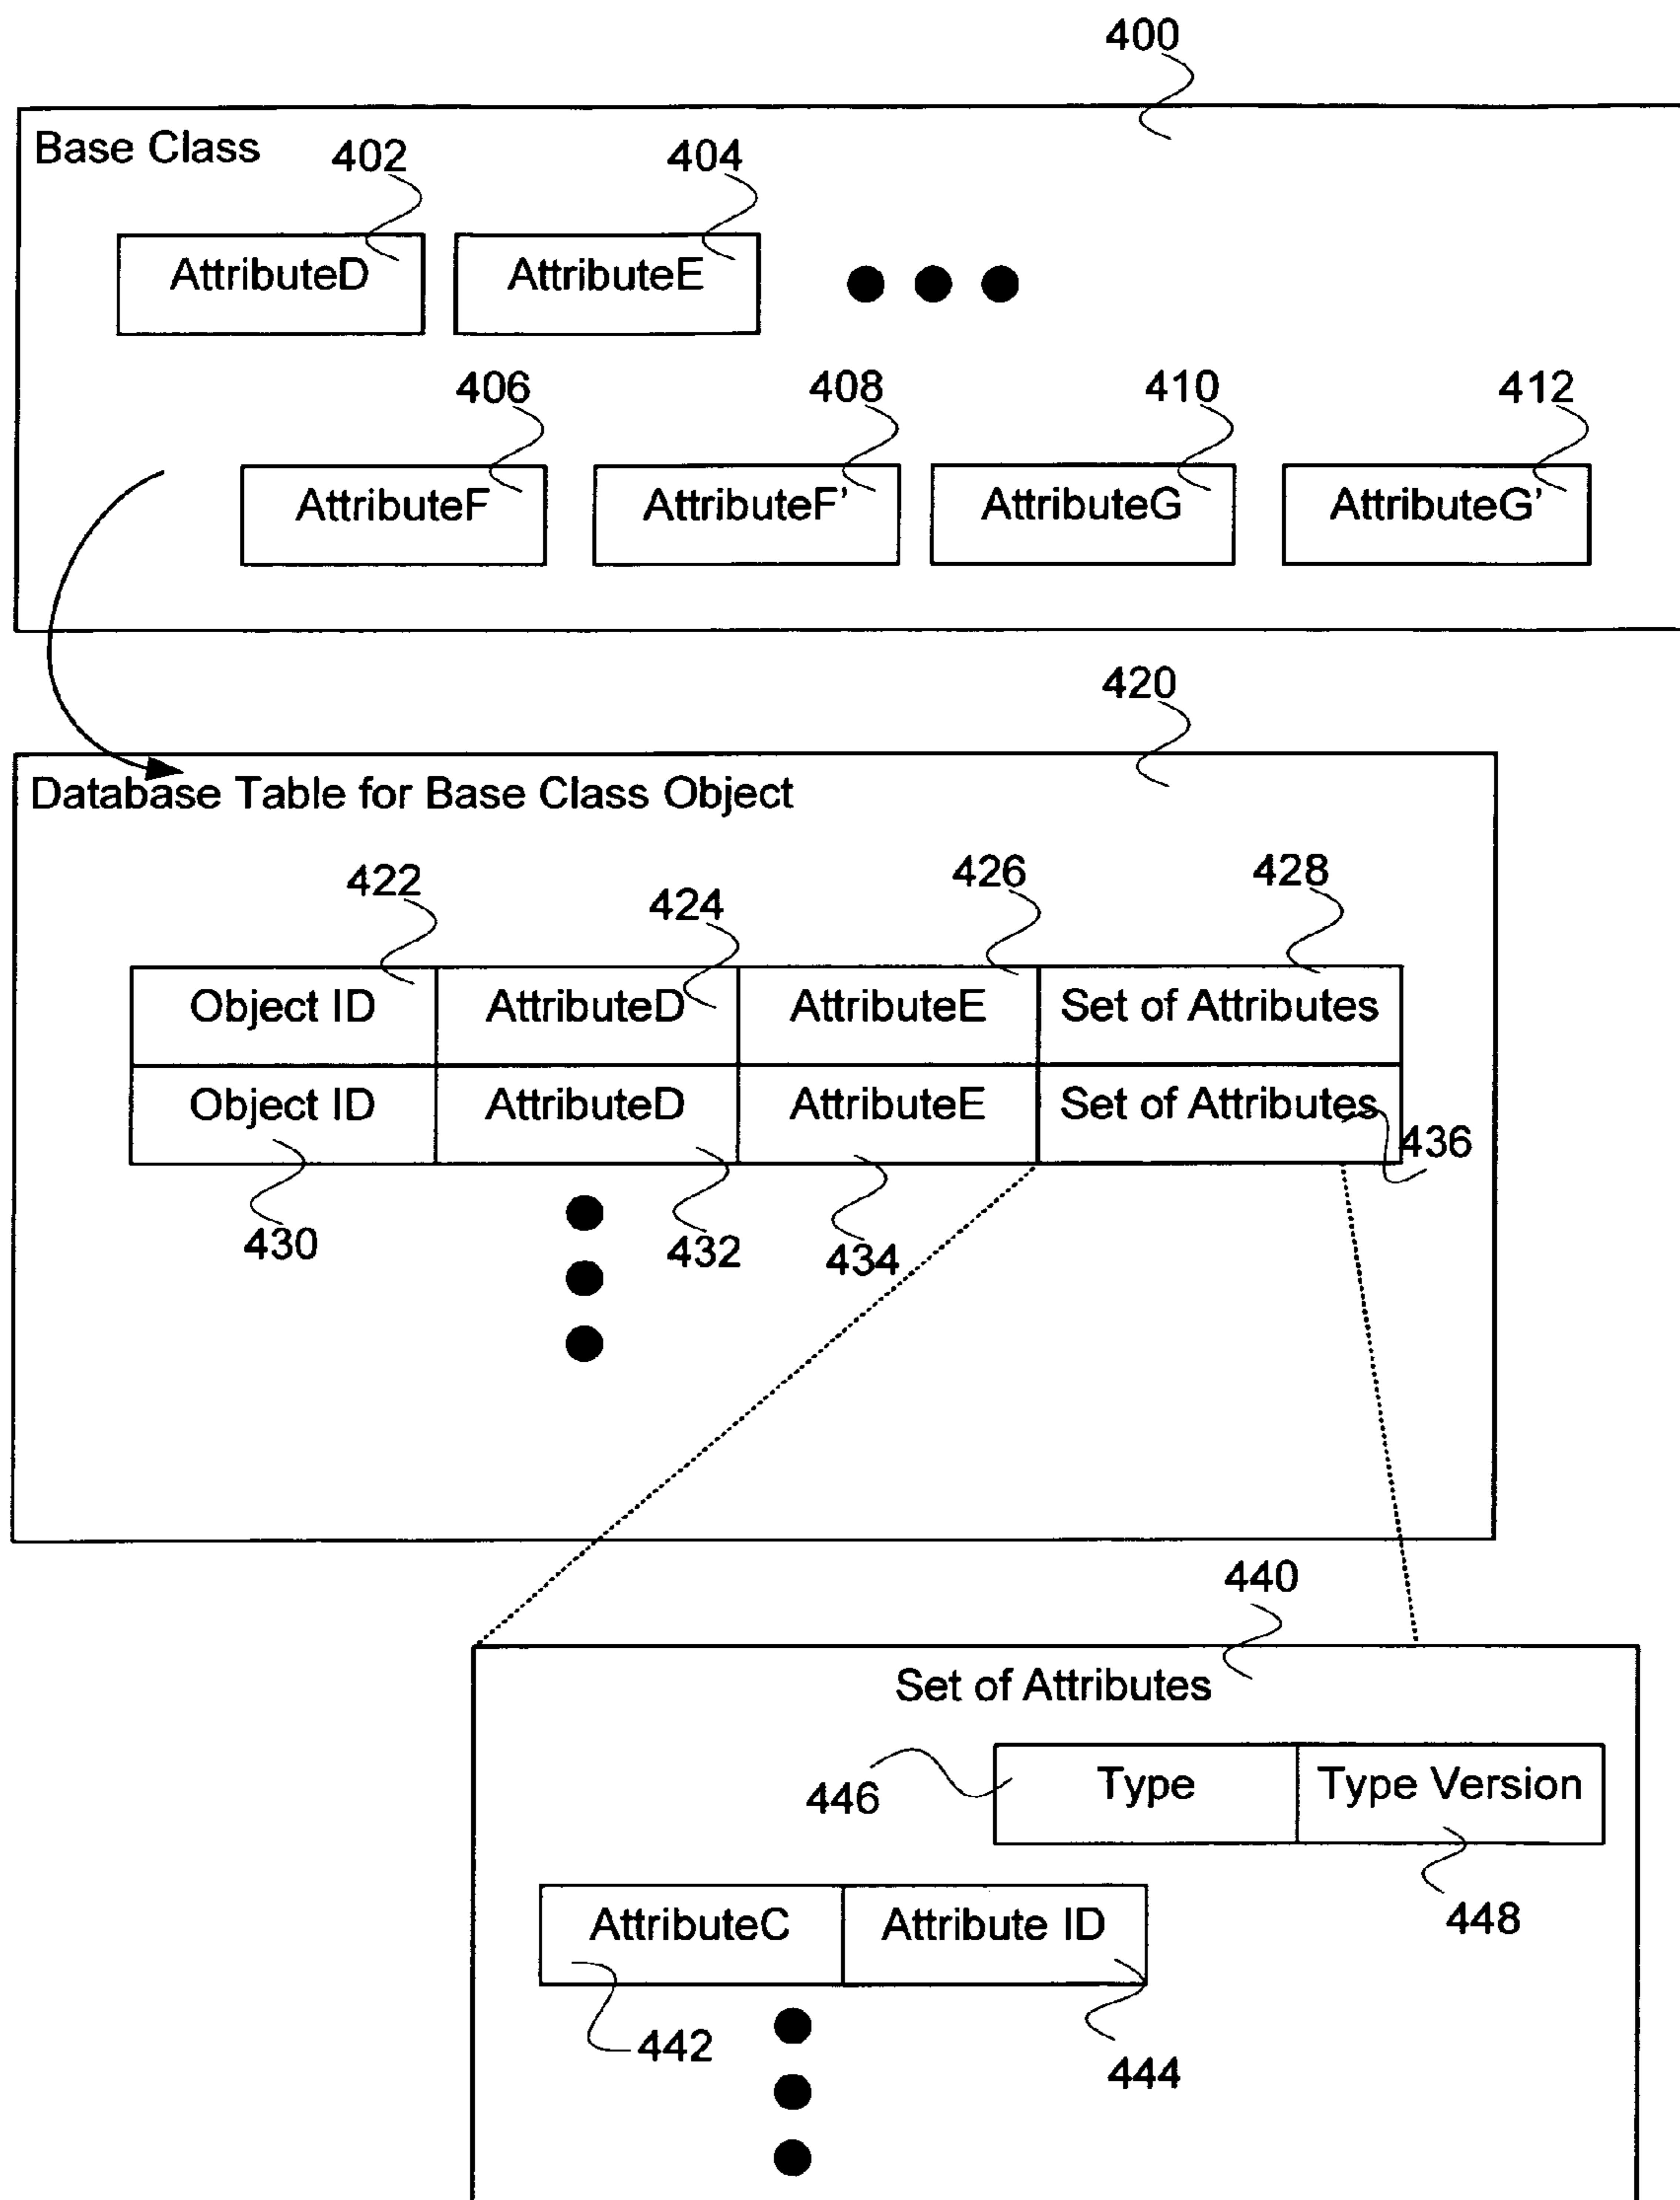 400
Base Class
402
404
AttributeD
AttributeE
406
408
410
412
AttributeF
AttributeF'
AttributeG
AttributeG'
420
Database Table for Base Class Object
422
424
426
428
Object ID
AttributeD
AttributeE
Set of Attributes
Object ID
AttributeD
AttributeE
Set of Attributes
436
430
432
434
440
Set of Attributes
446
Type
Type Version
448
AttributeC
Attribute ID
442
444